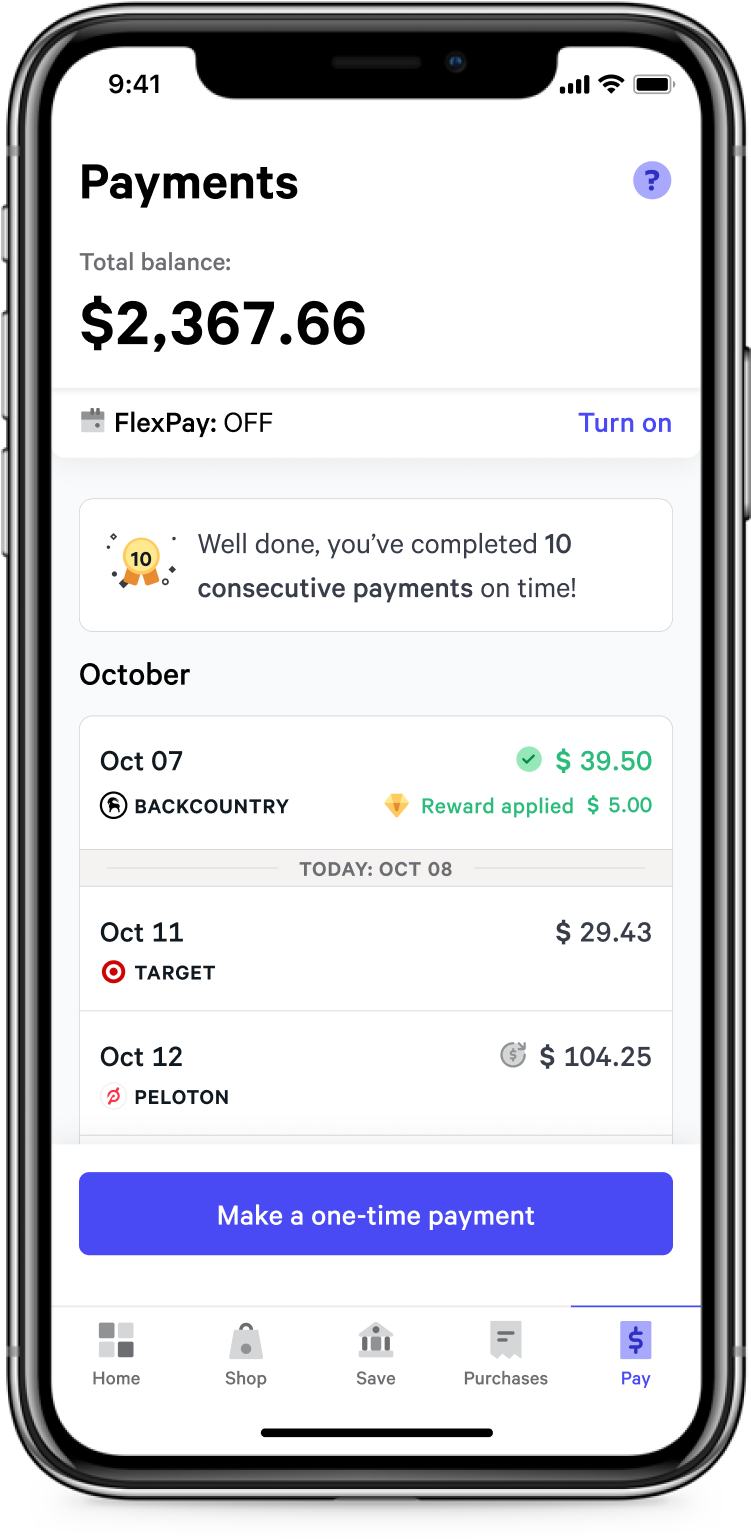 9:41
Payments
?
Total balance:
$2,367.66
FlexPay: OFF
Turn on
10
Well done, you’ve completed 10
consecutive payments on time!
October
Oct 07
$ 39.50
BACKCOUNTRY
Reward applied $ 5.00
TODAY: OCT 08
Oct 11
$ 29.43
TARGET
Oct 12
$ $ 104.25
PELOTON
Make a one-time payment
$
Home
Shop
Save
Purchases
Pay